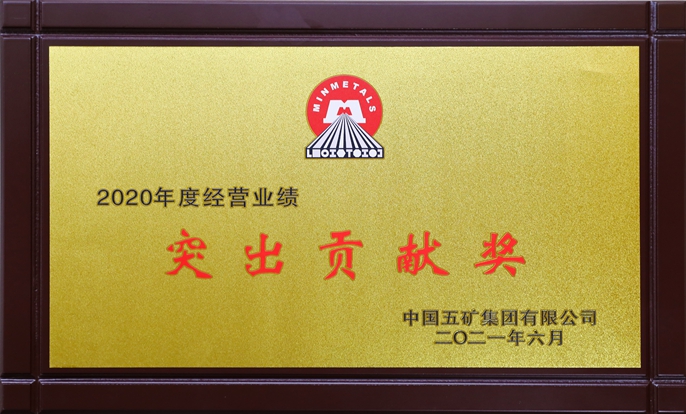 MINMETALS
2020年度经营业绩
突出贡献奖
中国五矿集团有限公司
二〇二一年六月